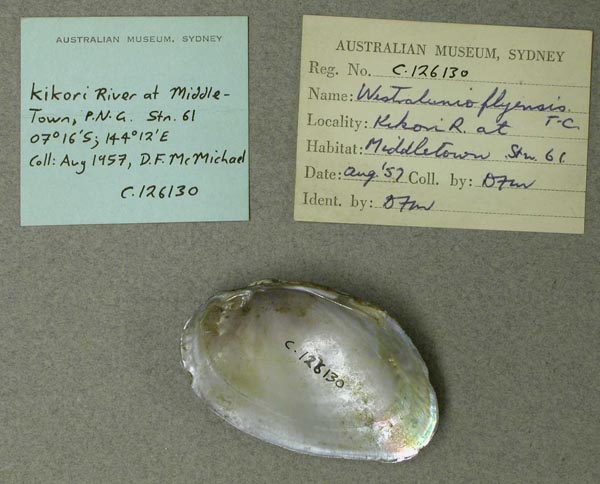 AUSTRALIAN MUSEUM, SYDNEY
Kikori River at Middle-
Town, P.N.G. Stn. 61
07°16'S; 144°12'E
Coll: Aug 1957, D.F. McMichael
C.126130
AUSTRALIAN MUSEUM, SYDNEY
Reg. No. C.126130
Name: Westralunio flyensis
T-C.
Locality: Kikori R. at
Habitat: Middletown Stn. 61
Date: Aug '57 Coll. by: DFM
Ident. by: DFM
C.126130